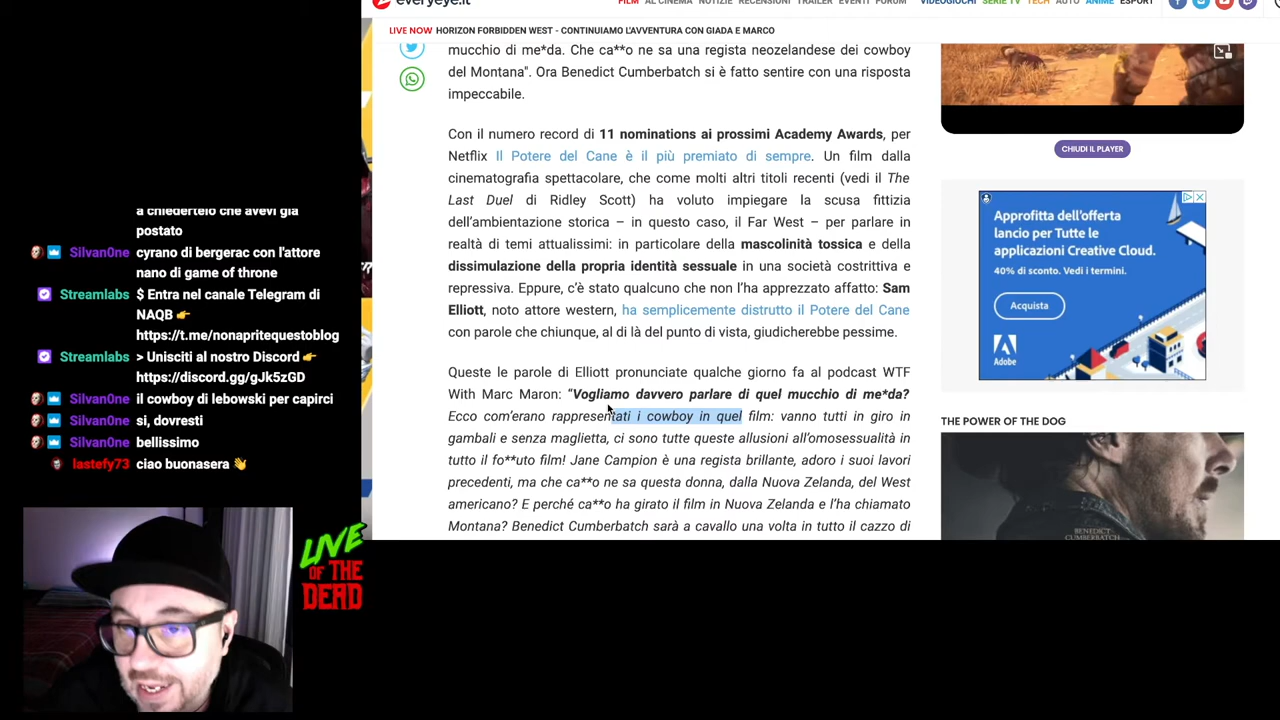 everyeye.it
FILM AL CINEMA NOTIZIE RECENSIONI TRAILER EVENTI FORUM VIDEOGIOCHI SERIE TV TECH AUTO ANIME ESPORT
LIVE NOW HORIZON FORBIDDEN WEST - CONTINUIAMO L'AVVENTURA CON GIADA E MARCO
mucchio di me*da. Che ca**o ne sa una regista neozelandese dei cowboy
del Montana". Ora Benedict Cumberbatch si è fatto sentire con una risposta
impeccabile.
Con il numero record di 11 nominations ai prossimi Academy Awards, per
Netflix Il Potere del Cane è il più premiato di sempre. Un film dalla
cinematografia spettacolare, che come molti altri titoli recenti (vedi il The
Last Duel di Ridley Scott) ha voluto impiegare la scusa fittizia
dell'ambientazione storica – in questo caso, il Far West – per parlare in
realtà di temi attualissimi: in particolare della mascolinità tossica e della
dissimulazione della propria identità sessuale in una società costrittiva e
repressiva. Eppure, c'è stato qualcuno che non l'ha apprezzato affatto: Sam
Elliott, noto attore western, ha semplicemente distrutto il Potere del Cane
con parole che chiunque, al di là del punto di vista, giudicherebbe pessime.
Queste le parole di Elliott pronunciate qualche giorno fa al podcast WTF
With Marc Maron: “Vogliamo davvero parlare di quel mucchio di me*da?
Ecco com'erano rappresentati i cowboy in quel film: vanno tutti in giro in
gambali e senza maglietta, ci sono tutte queste allusioni all'omosessualità in
tutto il fo**uto film! Jane Campion è una regista brillante, adoro i suoi lavori
precedenti, ma che ca**o ne sa questa donna, dalla Nuova Zelanda, del West
americano? E perché ca**o ha girato il film in Nuova Zelanda e l'ha chiamato
Montana? Benedict Cumberbatch sarà a cavallo una volta in tutto il cazzo di
CHIUDI IL PLAYER
Approfitta dell'offerta
lancio per Tutte le
applicazioni Creative Cloud.
40% di sconto. Vedi i termini.
Acquista
Adobe
THE POWER OF THE DOG
BENEDICT
CUMBERBATCH
a chiedertelo che avevi già
postato
Silvan0ne cyrano di bergerac con l'attore
nano di game of throne
Streamlabs $ Entra nel canale Telegram di
NAQB 👉
https://t.me/nonapritequestoblog
Streamlabs > Unisciti al nostro Discord 👉
https://discord.gg/gJk5zGD
Silvan0ne il cowboy di lebowski per capirci
Silvan0ne si, dovresti
Silvan0ne bellissimo
lastefy73 ciao buonasera 👋
LIVE
OF THE
DEAD